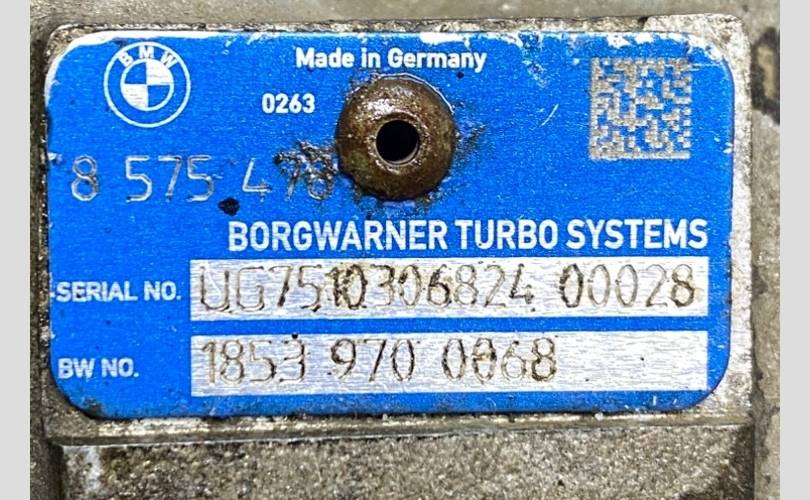 BMW
Made in Germany
0263
8 575 478
BORGWARNER TURBO SYSTEMS
SERIAL NO. UG7510306824 00028
BW NO. 1853 970 0068